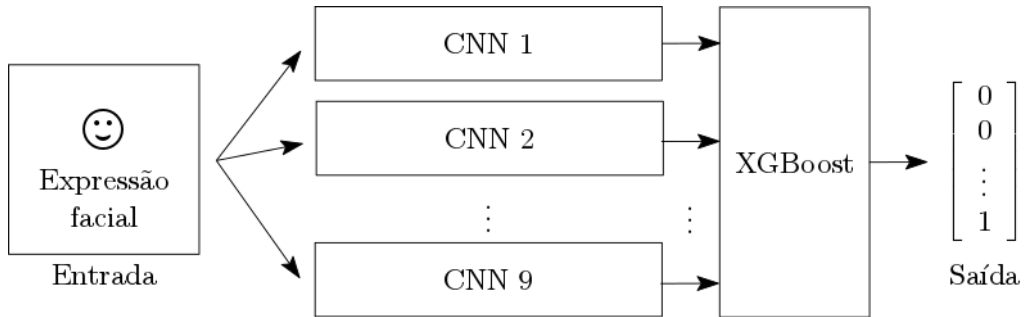 Expressão
facial
Entrada
CNN 1
CNN 2
⋮
CNN 9
⋮
XGBoost
0
0
⋮
1
Saída